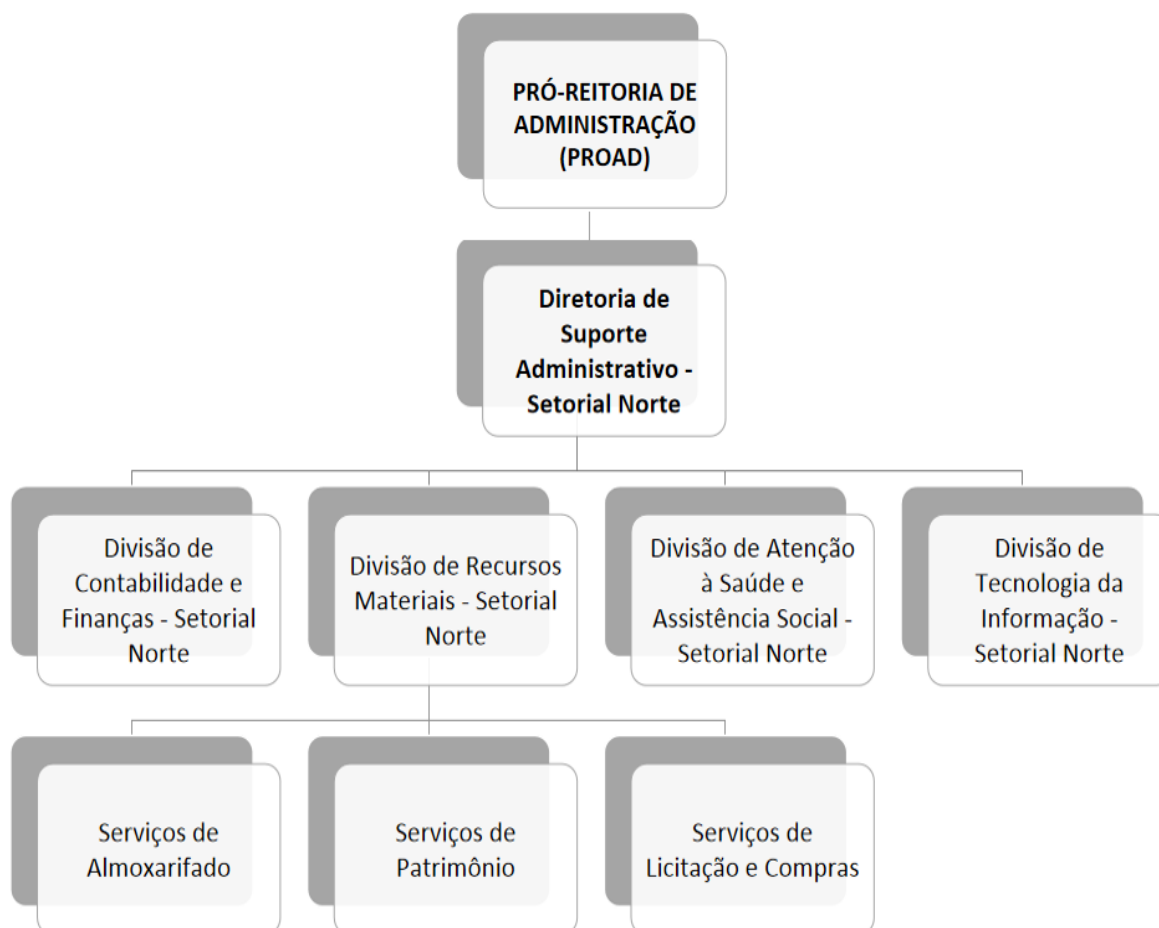 PRÓ-REITORIA DE
ADMINISTRAÇÃO
(PROAD)
Diretoria de
Suporte
Administrativo -
Setorial Norte
Divisão de
Contabilidade e
Finanças - Setorial
Norte
Divisão de Recursos
Materiais - Setorial
Norte
Divisão de Atenção
à Saúde e
Assistência Social -
Setorial Norte
Divisão de
Tecnologia da
Informação -
Setorial Norte
Serviços de
Almoxarifado
Serviços de
Patrimônio
Serviços de
Licitação e Compras